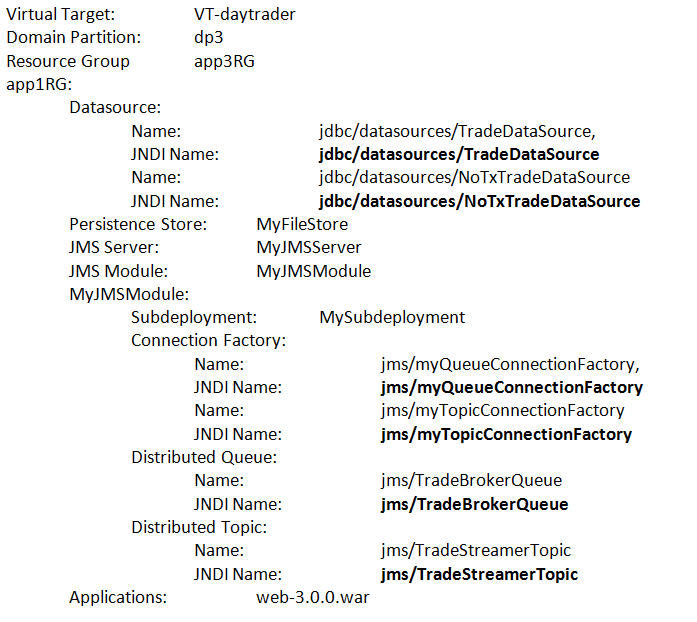 Virtual Target: VT-daytrader
Domain Partition: dp3
Resource Group app3RG
app1RG:
Datasource:
Name: jdbc/datasources/TradeDataSource,
JNDI Name: jdbc/datasources/TradeDataSource
Name: jdbc/datasources/NoTxTradeDataSource
JNDI Name: jdbc/datasources/NoTxTradeDataSource
Persistence Store: MyFileStore
JMS Server: MyJMSServer
JMS Module: MyJMSModule
MyJMSModule:
Subdeployment: MySubdeployment
Connection Factory:
Name: jms/myQueueConnectionFactory,
JNDI Name: jms/myQueueConnectionFactory
Name: jms/myTopicConnectionFactory
JNDI Name: jms/myTopicConnectionFactory
Distributed Queue:
Name: jms/TradeBrokerQueue
JNDI Name: jms/TradeBrokerQueue
Distributed Topic:
Name: jms/TradeStreamerTopic
JNDI Name: jms/TradeStreamerTopic
Applications: web-3.0.0.war